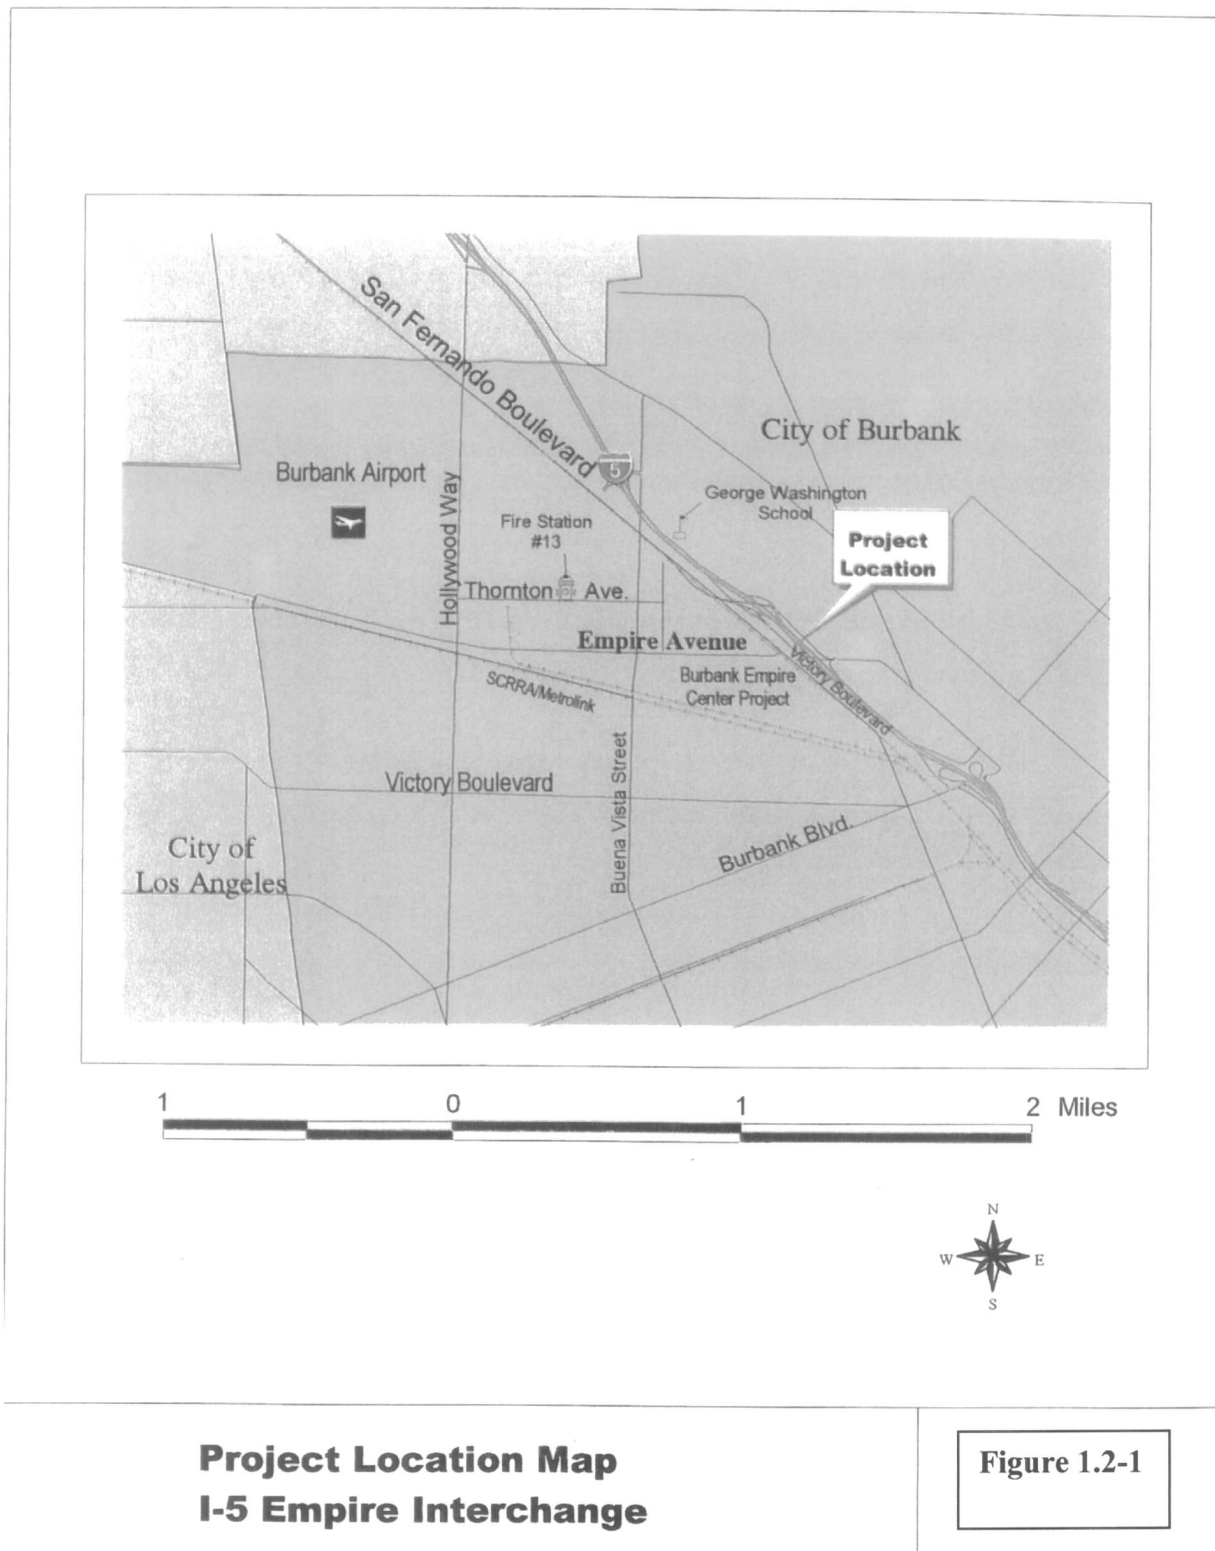 San Fernando Boulevard
5
City of Burbank
Burbank Airport
Hollywood Way
George Washington
School
Fire Station
#13
Project
Location
Thornton Ave.
Empire Avenue
Victory Boulevard
Burbank Empire
Center Project
SCRRA/Metrolink
Buena Vista Street
Victory Boulevard
Burbank Blvd.
City of
Los Angeles
1 0 1 2 Miles
N
W E
S
Project Location Map
I-5 Empire Interchange
Figure 1.2-1